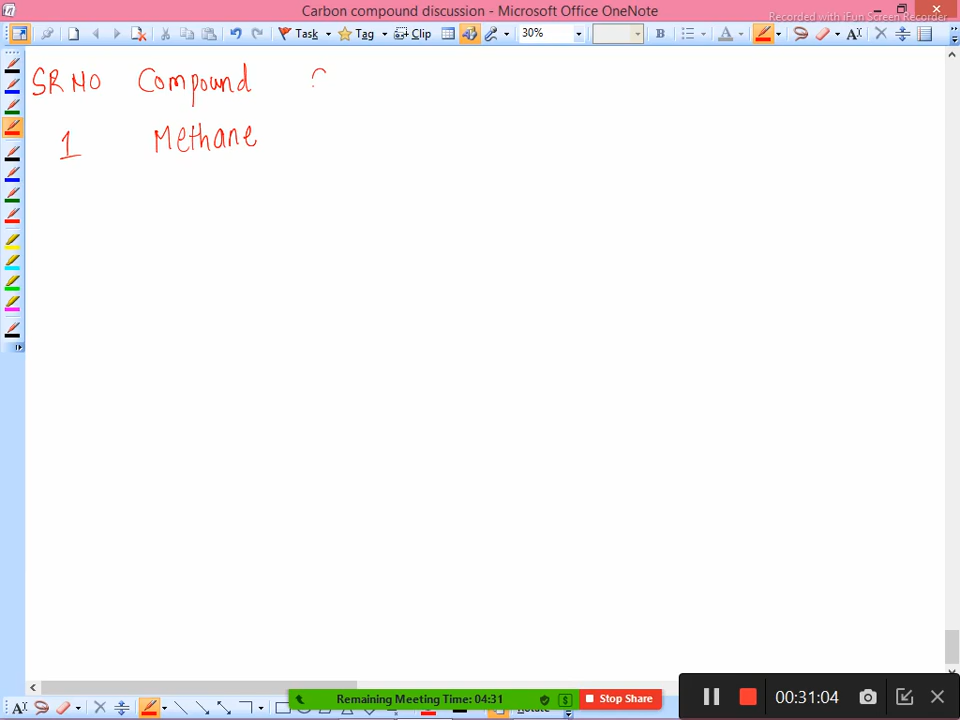 Carbon compound discussion - Microsoft Office OneNote
Recorded with iFun Screen Recorder
Task Tag Clip 30% B A
SR NO Compound ?
1 Methane
Remaining Meeting Time: 04:31 Stop Share
00:31:04